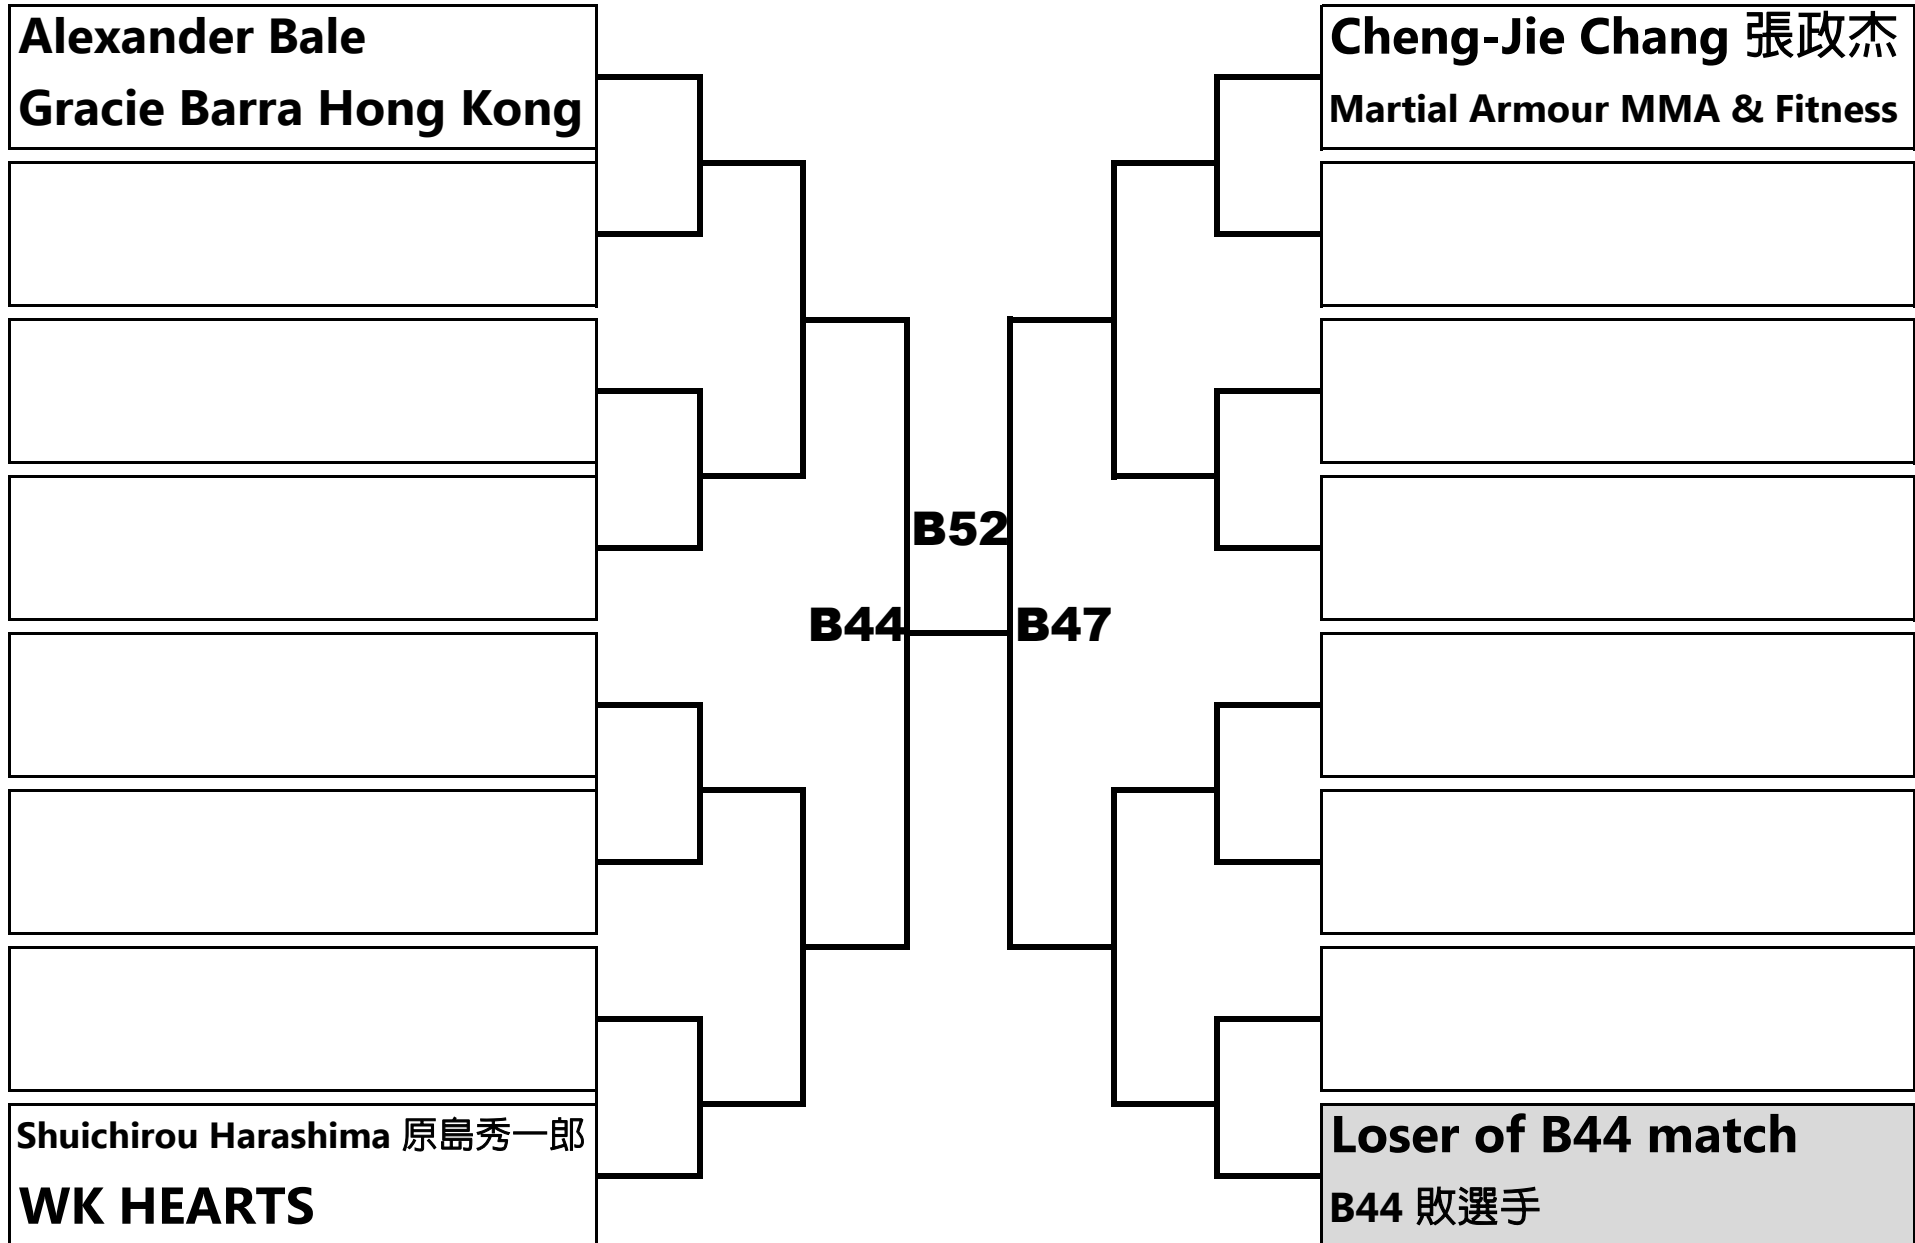 Alexander Bale
Gracie Barra Hong Kong
Cheng-Jie Chang 張政杰
Martial Armour MMA & Fitness
B52
B44
B47
Shuichirou Harashima 原島秀一郎
WK HEARTS
Loser of B44 match
B44 敗選手